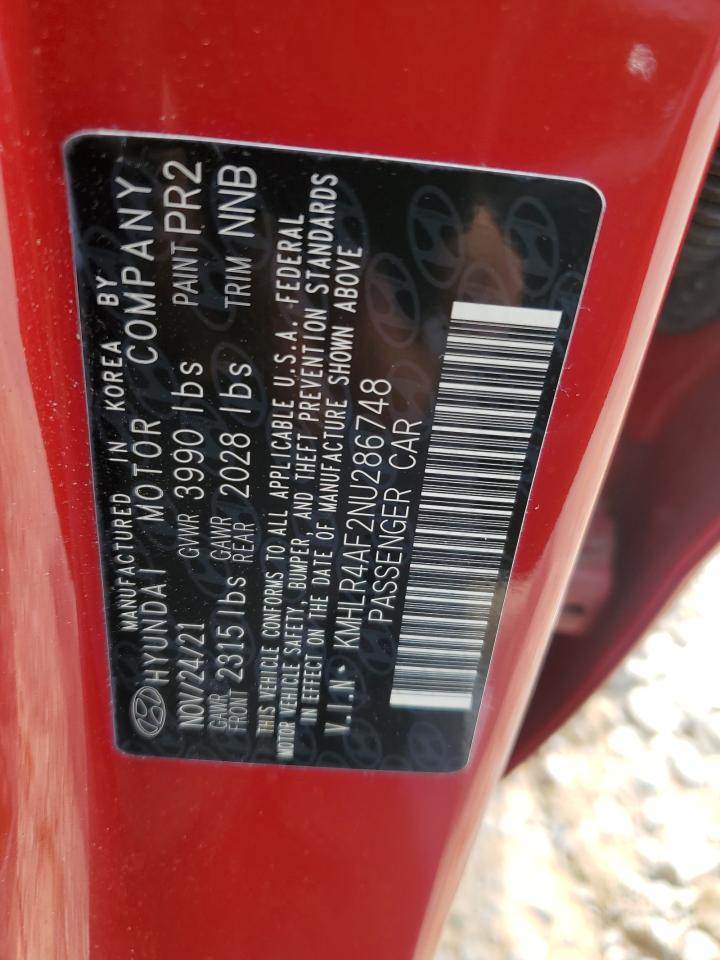 MANUFACTURED IN KOREA BY
HYUNDAI MOTOR COMPANY
NOV/24/21 GVWR 3990 lbs PAINT PR2
GAWR FRONT 2315 lbs GAWR REAR 2028 lbs TRIM NNB
THIS VEHICLE CONFORMS TO ALL APPLICABLE U.S.A. FEDERAL
MOTOR VEHICLE SAFETY, BUMPER, AND THEFT PREVENTION STANDARDS
IN EFFECT ON THE DATE OF MANUFACTURE SHOWN ABOVE
V.I.N: KMHLR4AF2NU286748
PASSENGER CAR